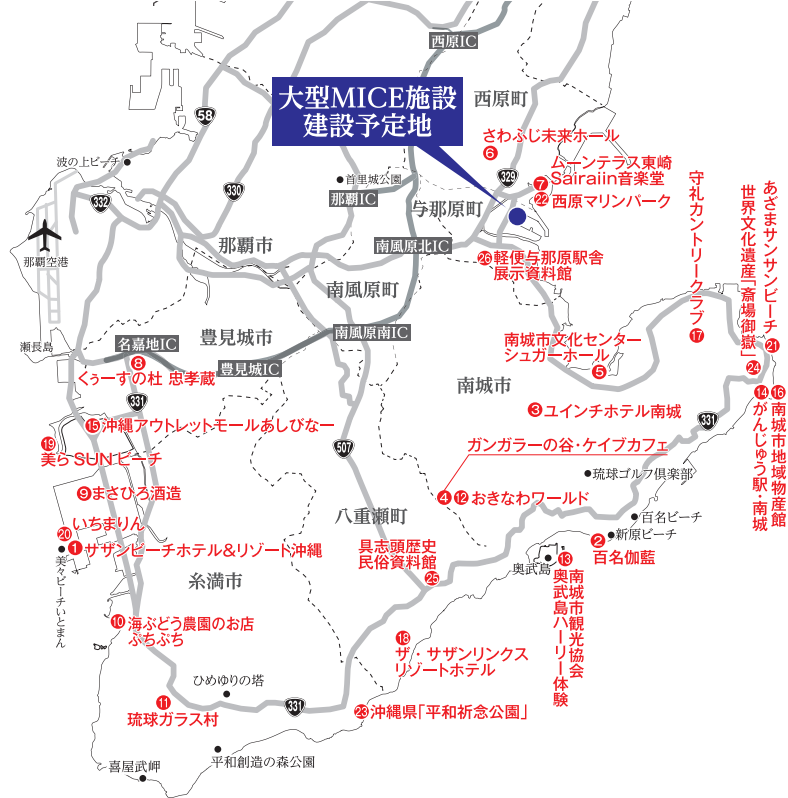 西原IC
大型MICE施設
建設予定地
西原町
58
さわふじ未来ホール
6
ムーンテラス東崎
7 Sairaiin音楽堂
329
22 西原マリンパーク
波の上ビーチ
首里城公園
330
332
那覇IC
与那原町
守礼カントリークラブ
17
あざまサンサンビーチ
21
世界文化遺産「斎場御嶽」
24
那覇空港
那覇市
南風原北IC
26 軽便与那原駅舎
展示資料館
南風原町
瀬長島
豊見城市
名嘉地IC
南風原南IC
豊見城IC
8
くぅーすの杜 忠孝蔵
南城市文化センター
シュガーホール
5
南城市
331
3 ユインチホテル南城
331
14
がんじゅう駅・南城
16
南城市地域物産館
15 沖縄アウトレットモールあしびなー
19
美らSUNビーチ
507
ガンガラーの谷・ケイブカフェ
4 12 おきなわワールド
琉球ゴルフ倶楽部
9 まさひろ酒造
八重瀬町
百名ビーチ
新原ビーチ
20 いちまりん
1 サザンビーチホテル&リゾート沖縄
美々ビーチいとまん
2
百名伽藍
具志頭歴史
民俗資料館
25
奥武島
13
南城市観光協会
奥武島ハーリー体験
糸満市
10 海ぶどう農園のお店
ぷちぷち
18
ザ・サザンリンクス
リゾートホテル
ひめゆりの塔
11
琉球ガラス村
331
23 沖縄県「平和祈念公園」
平和創造の森公園
喜屋武岬